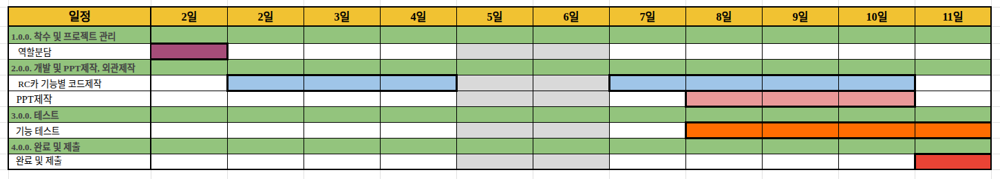 일정 2일 2일 3일 4일 5일 6일 7일 8일 9일 10일 11일
1.0.0. 착수 및 프로젝트 관리
역할분담
2.0.0. 개발 및 PPT제작, 외관제작
RC카 기능별 코드제작
PPT제작
3.0.0. 테스트
기능 테스트
4.0.0. 완료 및 제출
완료 및 제출